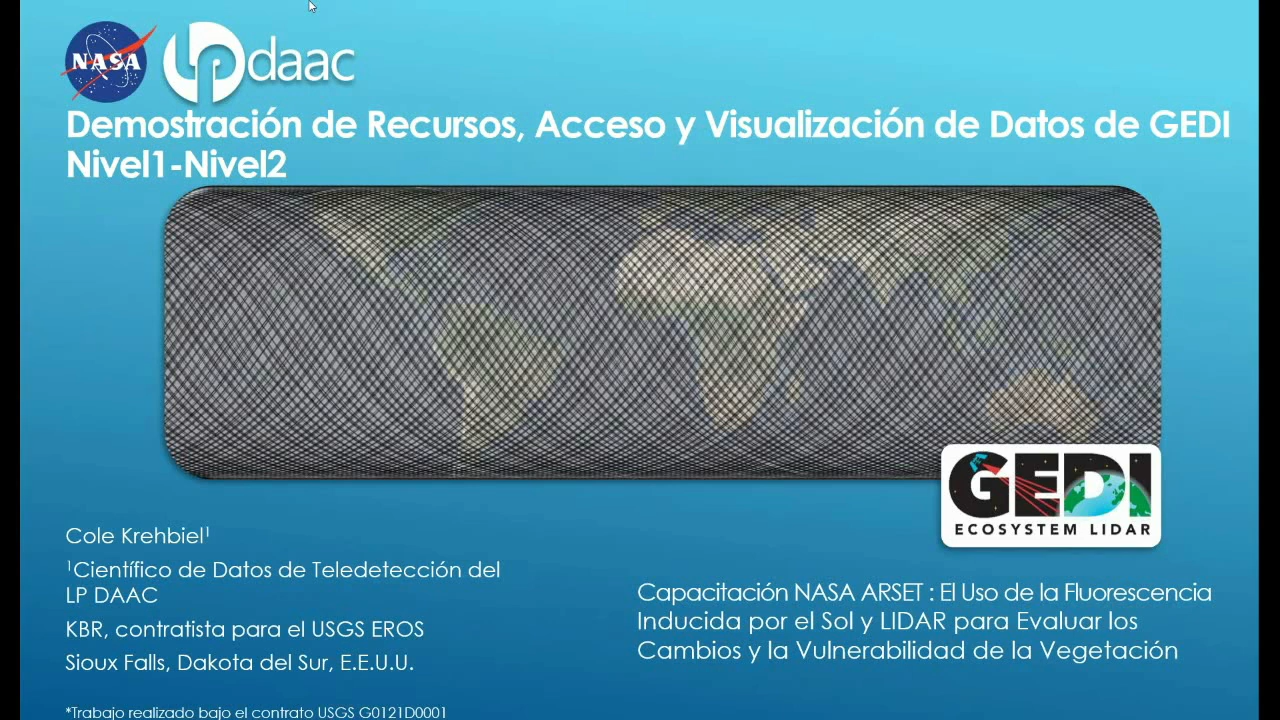 NASA
LP daac
Demostración de Recursos, Acceso y Visualización de Datos de GEDI
Nivel1-Nivel2
GEDI
ECOSYSTEM LIDAR
Cole Krehbiel¹
¹Científico de Datos de Teledetección del
LP DAAC
KBR, contratista para el USGS EROS
Sioux Falls, Dakota del Sur, E.E.U.U.
*Trabajo realizado bajo el contrato USGS G0121D0001
Capacitación NASA ARSET : El Uso de la Fluorescencia
Inducida por el Sol y LIDAR para Evaluar los
Cambios y la Vulnerabilidad de la Vegetación